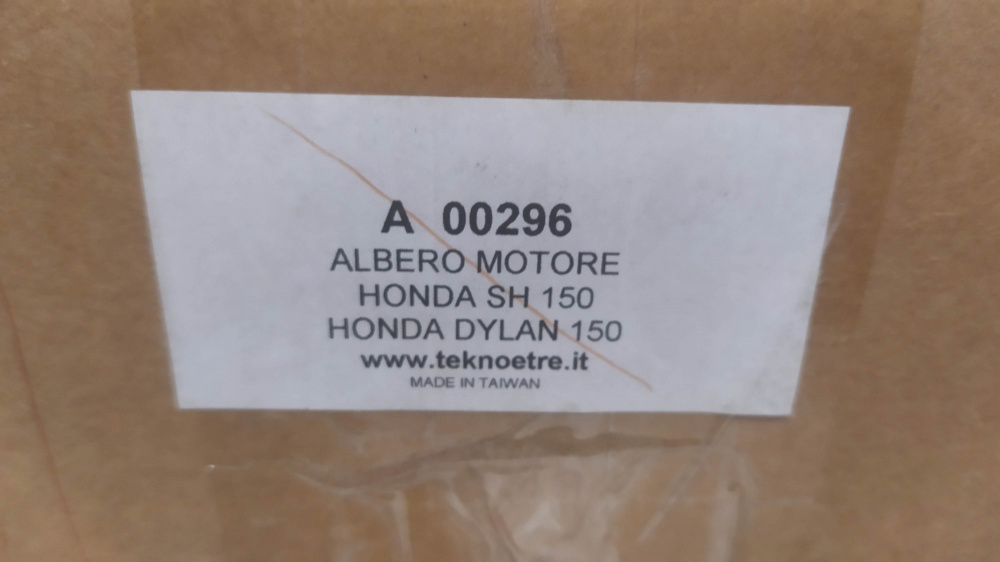 A 00296
ALBERO MOTORE
HONDA SH 150
HONDA DYLAN 150
www.teknoetre.it
MADE IN TAIWAN